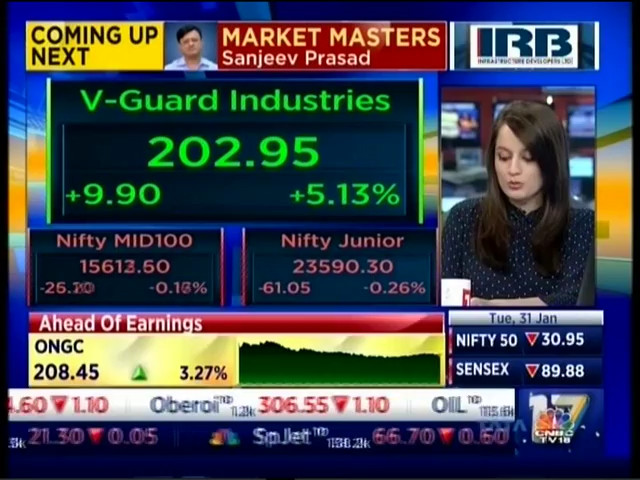 COMING UP
NEXT
MARKET MASTERS
Sanjeev Prasad
IRB
INFRASTRUCTURE DEVELOPERS LTD
V-Guard Industries
202.95
+9.90
+5.13%
Nifty MID100
15613.60
Nifty Junior
23590.30
-61.05
-0.26%
Ahead Of Earnings
ONGC
208.45
3.27%
Tue, 31 Jan
NIFTY 50 ▼ 30.95
SENSEX ▼ 89.88
4.60 ▼ 1.10 Oberoi 306.55 ▼ 1.10 OIL
21.30 ▼ 0.05 SpJet 66.70 ▼ 0.60
CNBC
TV18